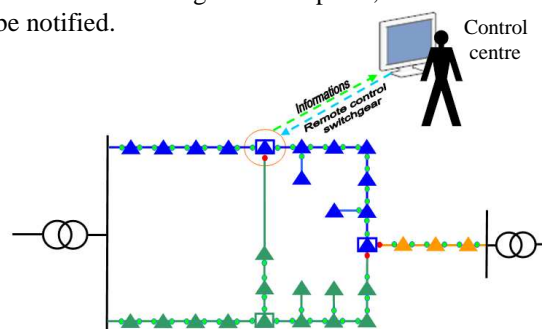 be notified.
Control
centre
Informations
Remote control
switchgear